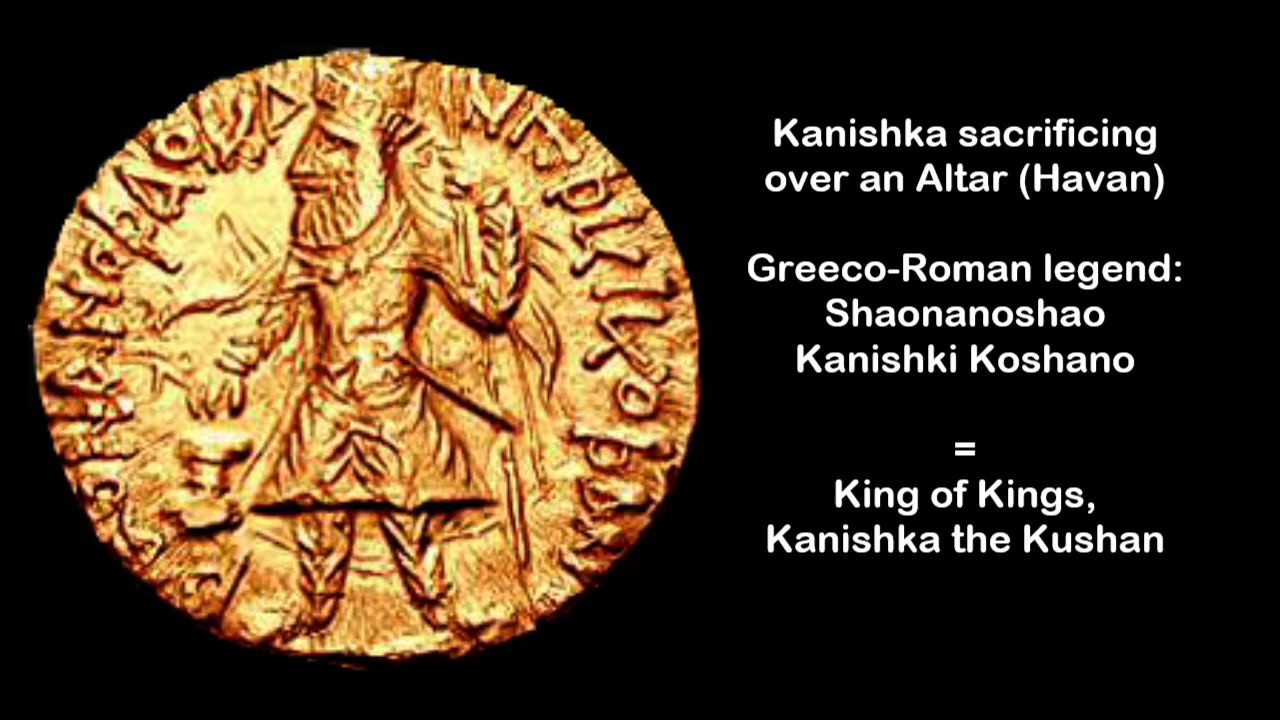 Kanishka sacrificing
over an Altar (Havan)
Greeco-Roman legend:
Shaonanoshao
Kanishki Koshano
=
King of Kings,
Kanishka the Kushan